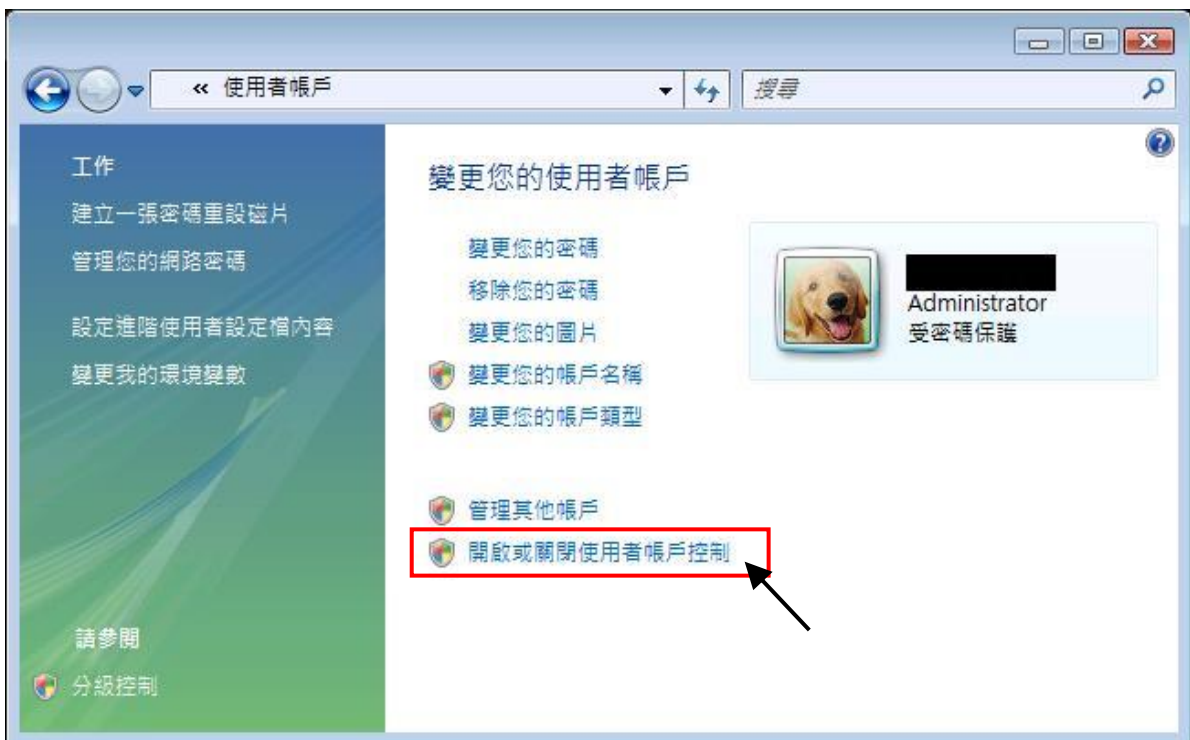 « 使用者帳戶
搜尋
工作
建立一張密碼重設磁片
管理您的網路密碼
設定進階使用者設定檔內容
變更我的環境變數
請參閱
分級控制
變更您的使用者帳戶
變更您的密碼
移除您的密碼
變更您的圖片
變更您的帳戶名稱
變更您的帳戶類型
管理其他帳戶
開啟或關閉使用者帳戶控制
Administrator
受密碼保護